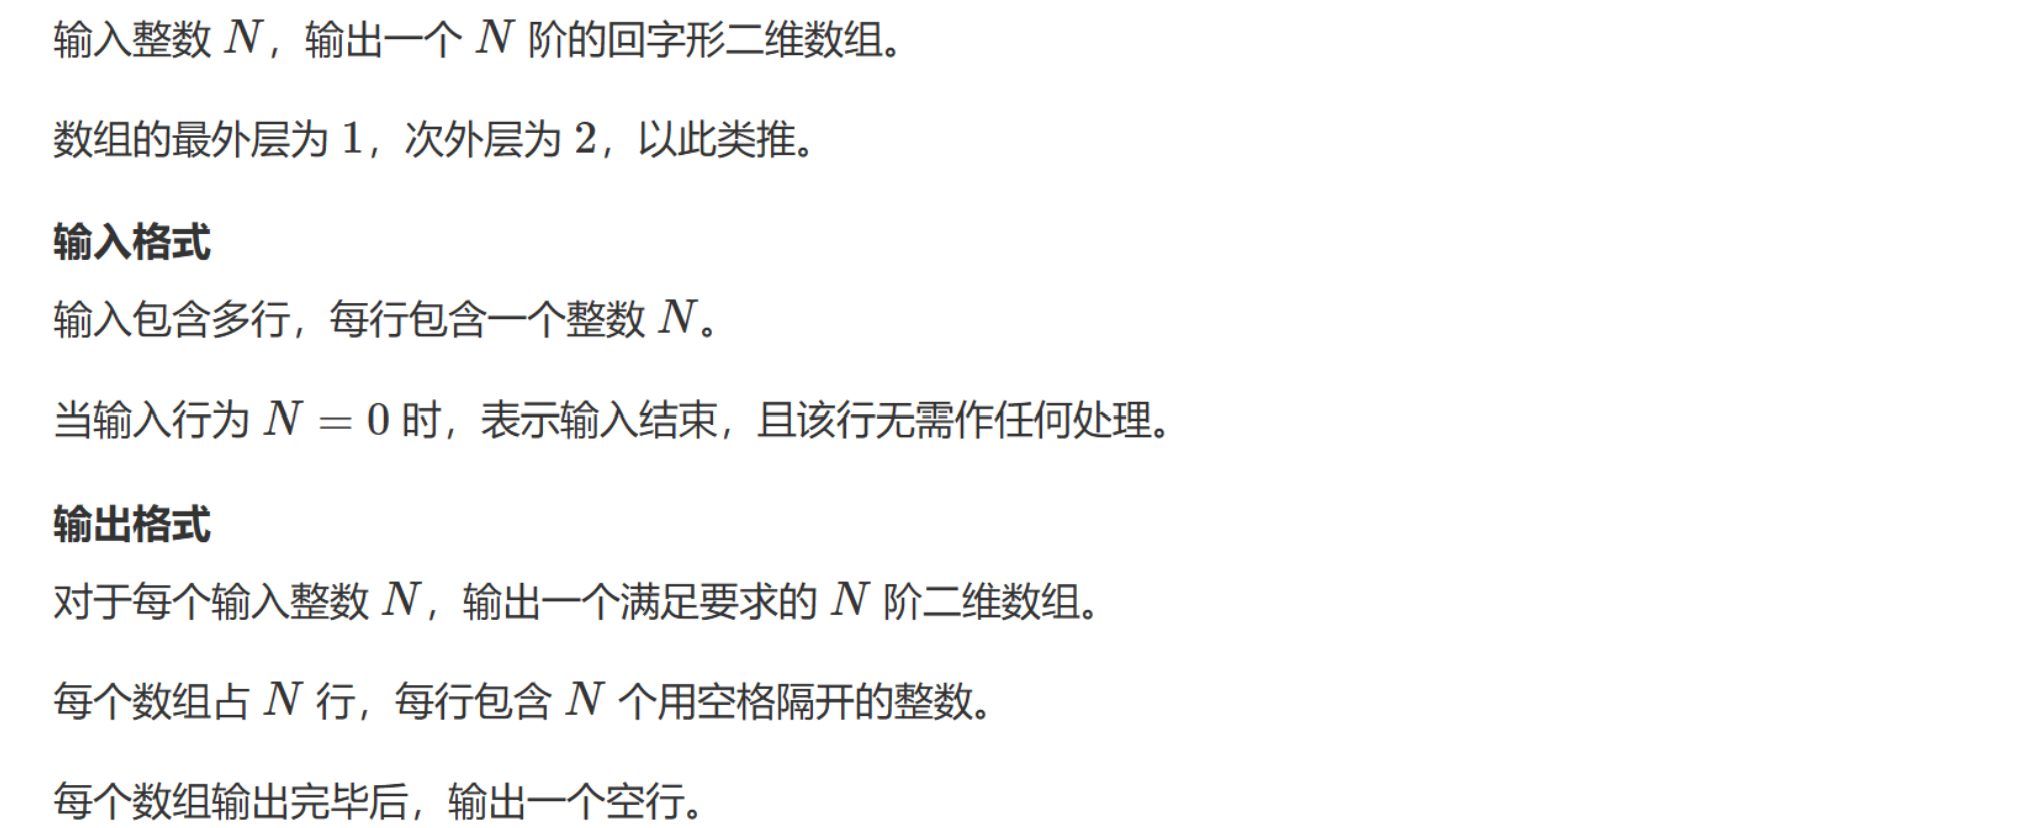 输入整数 N，输出一个 N 阶的回字形二维数组。
数组的最外层为 1，次外层为 2，以此类推。
输入格式
输入包含多行，每行包含一个整数 N。
当输入行为 N = 0 时，表示输入结束，且该行无需作任何处理。
输出格式
对于每个输入整数 N，输出一个满足要求的 N 阶二维数组。
每个数组占 N 行，每行包含 N 个用空格隔开的整数。
每个数组输出完毕后，输出一个空行。